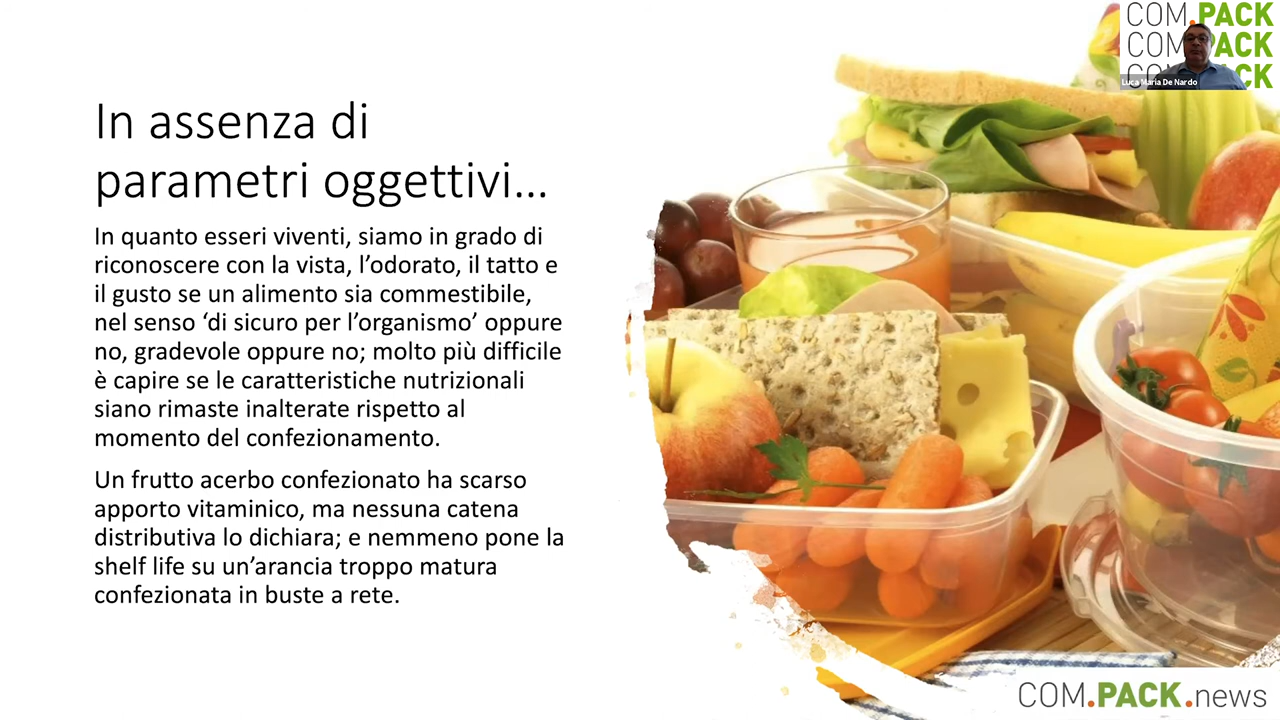 In assenza di
parametri oggettivi...
In quanto esseri viventi, siamo in grado di
riconoscere con la vista, l'odorato, il tatto e
il gusto se un alimento sia commestibile,
nel senso 'di sicuro per l'organismo' oppure
no, gradevole oppure no; molto più difficile
è capire se le caratteristiche nutrizionali
siano rimaste inalterate rispetto al
momento del confezionamento.
Un frutto acerbo confezionato ha scarso
apporto vitaminico, ma nessuna catena
distributiva lo dichiara; e nemmeno pone la
shelf life su un'arancia troppo matura
confezionata in buste a rete.
COM.PACK
COM PACK
CO CK
Luca Maria De Nardo
COM.PACK.news